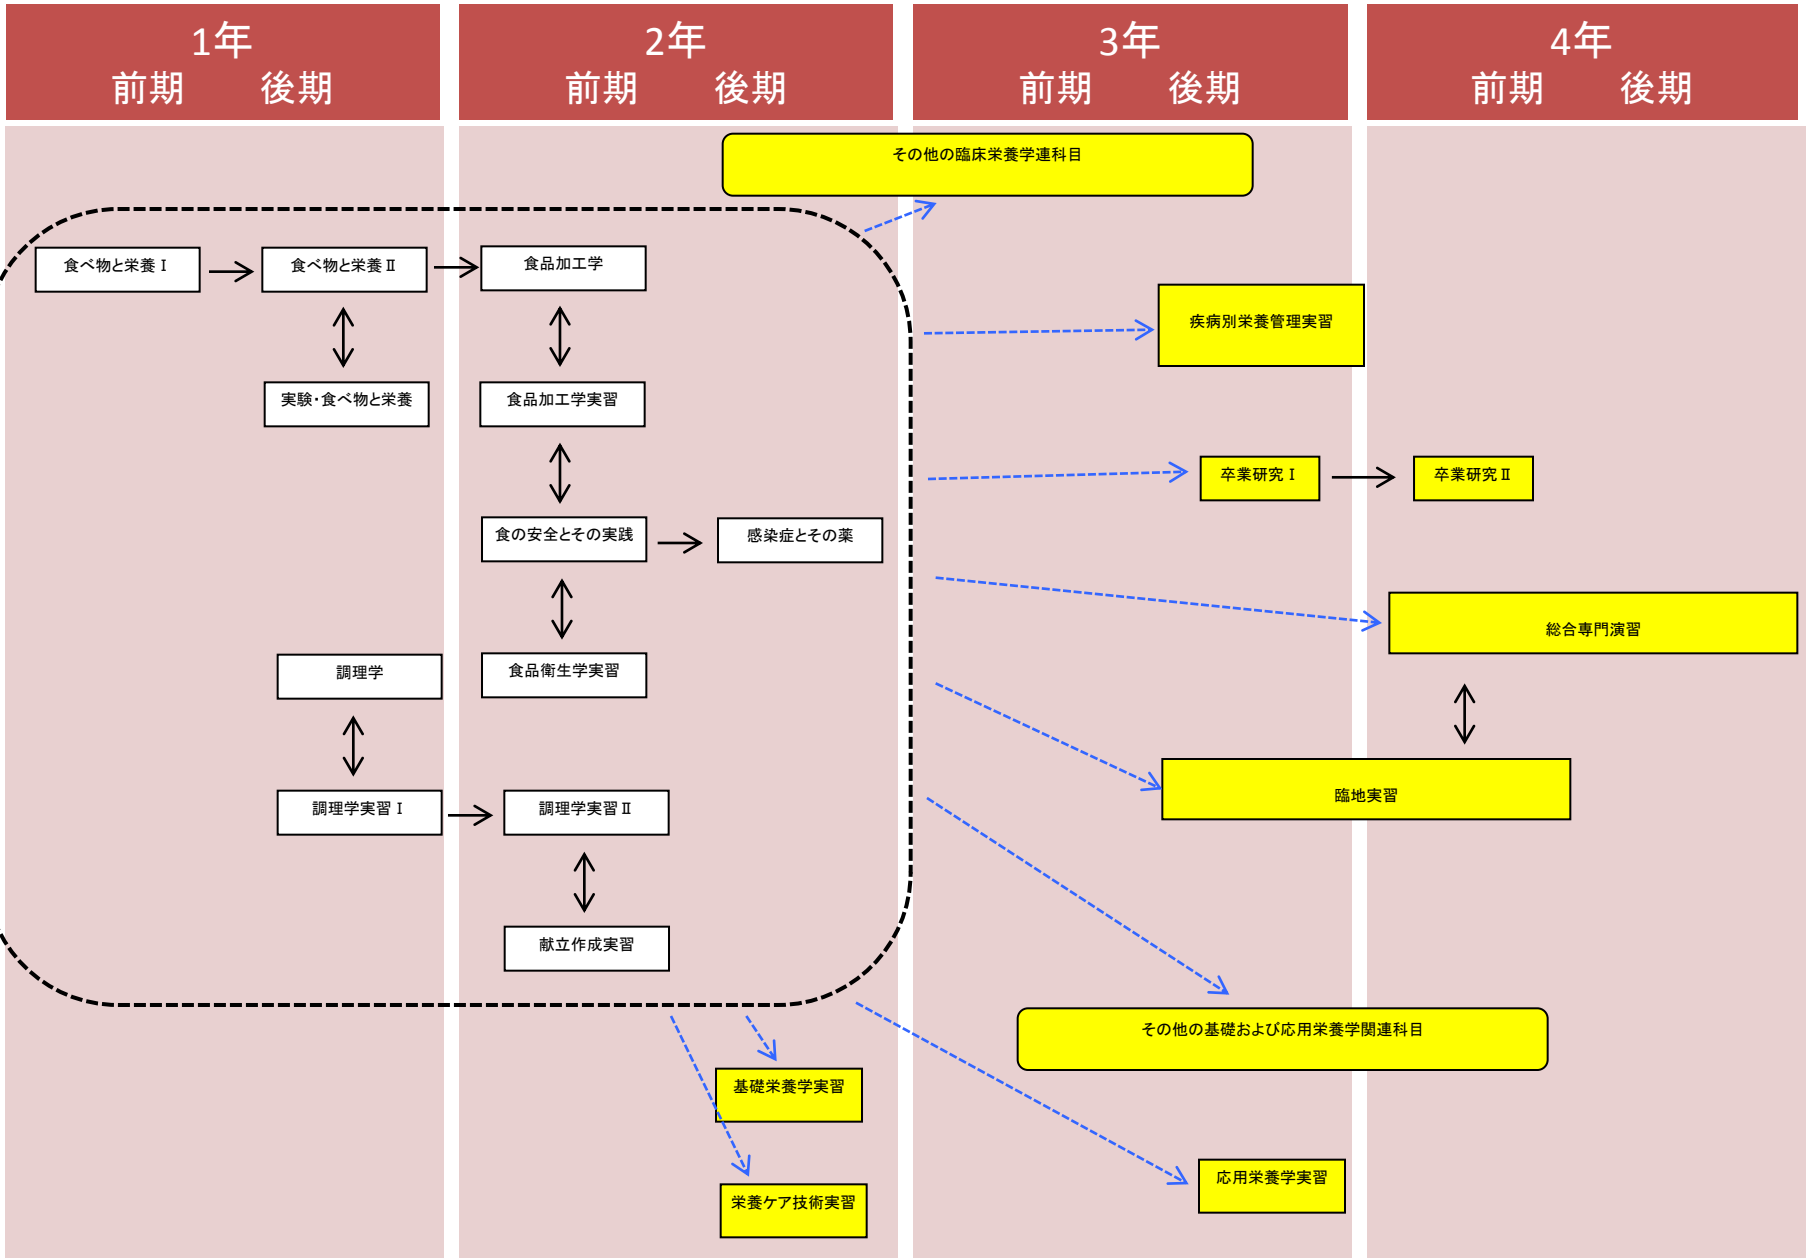 1年
前期 後期
2年
前期 後期
3年
前期 後期
4年
前期 後期
その他の臨床栄養学連科目
食べ物と栄養Ⅰ
食べ物と栄養Ⅱ
食品加工学
疾病別栄養管理実習
実験・食べ物と栄養
食品加工学実習
卒業研究Ⅰ
卒業研究Ⅱ
食の安全とその実践
感染症とその薬
総合専門演習
調理学
食品衛生学実習
調理学実習Ⅰ
調理学実習Ⅱ
臨地実習
献立作成実習
その他の基礎および応用栄養学関連科目
基礎栄養学実習
応用栄養学実習
栄養ケア技術実習